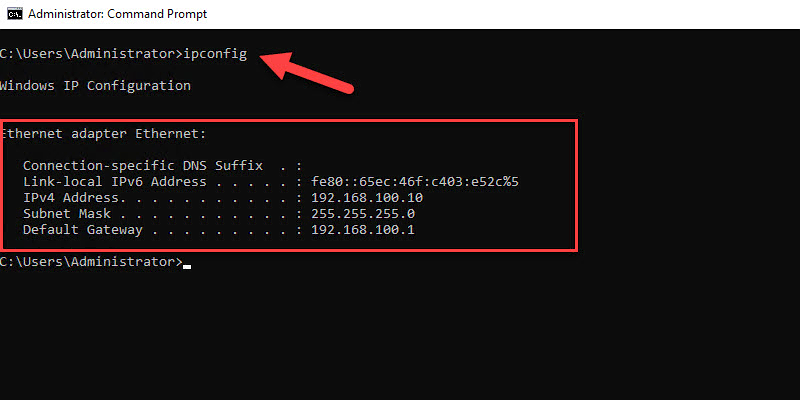 Administrator: Command Prompt
C:\Users\Administrator>ipconfig
Windows IP Configuration
Ethernet adapter Ethernet:
Connection-specific DNS Suffix  . :
Link-local IPv6 Address . . . . . : fe80::65ec:46f:c403:e52c%5
IPv4 Address. . . . . . . . . . . : 192.168.100.10
Subnet Mask . . . . . . . . . . . : 255.255.255.0
Default Gateway . . . . . . . . . : 192.168.100.1
C:\Users\Administrator>